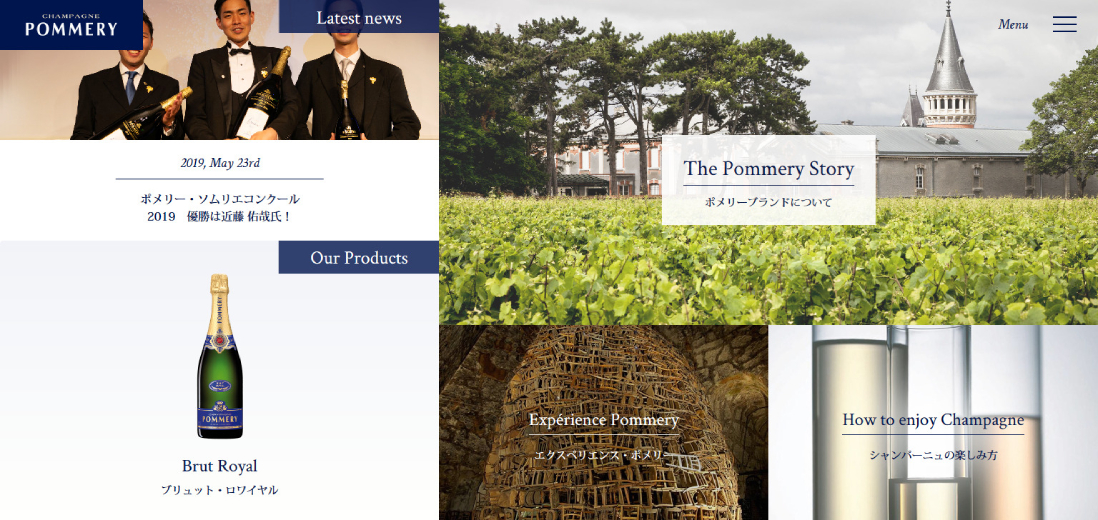 CHAMPAGNE
POMMERY
Latest news
2019, May 23rd
ポメリー・ソムリエコンクール
2019 優勝は近藤 佑哉氏！
Our Products
POMMERY
Brut Royal
ブリュット・ロワイヤル
Menu
The Pommery Story
ポメリーブランドについて
Expérience Pommery
エクスペリエンス・ポメリー
How to enjoy Champagne
シャンパーニュの楽しみ方